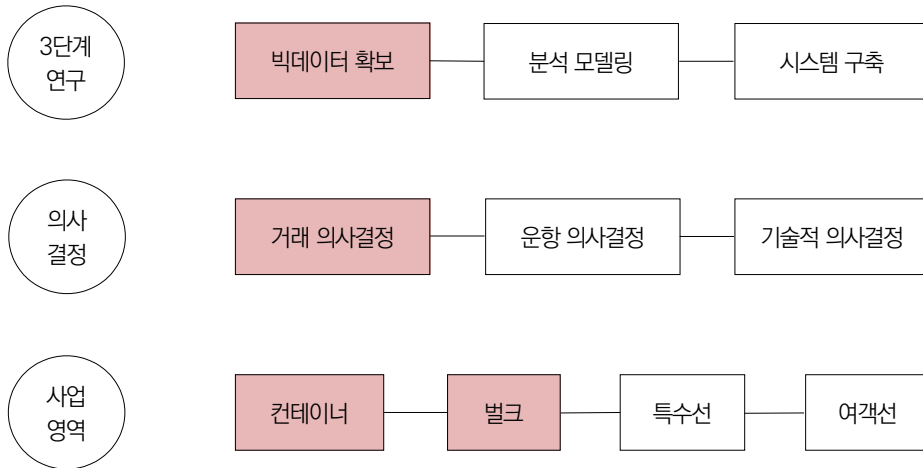 3단계
연구
빅데이터 확보
분석 모델링
시스템 구축
의사
결정
거래 의사결정
운항 의사결정
기술적 의사결정
사업
영역
컨테이너
벌크
특수선
여객선